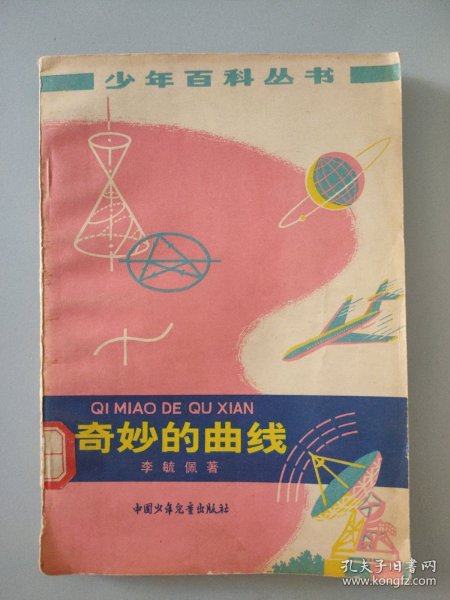 少年百科丛书
QI MIAO DE QU XIAN
奇妙的曲线
李毓佩 著
中国少年儿童出版社
孔夫子旧书网
www.kongfz.com